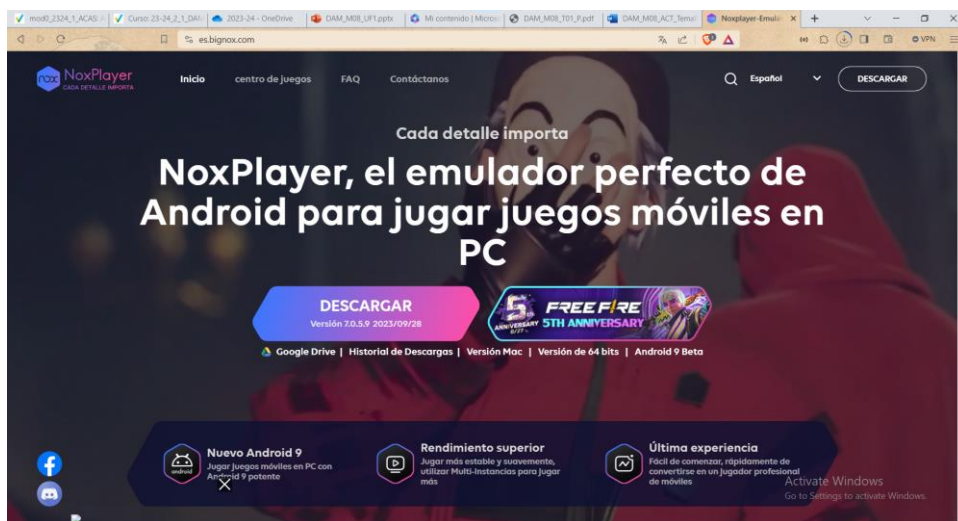 mod0_2324_1_ACAS
Curso: 23-24_2_1_DAM
2023-24 - OneDrive
DAM_M08_UF1.pptx
Mi contenido | Micros
DAM_M08_T01_P.pdf
DAM_M08_ACT_Tema
Noxplayer-Emula
es.bignox.com
VPN
nox
NoxPlayer
CADA DETALLE IMPORTA
Inicio
centro de juegos
FAQ
Contáctanos
Español
DESCARGAR
Cada detalle importa
NoxPlayer, el emulador perfecto de
Android para jugar juegos móviles en
PC
DESCARGAR
Versión 7.0.5.9 2023/09/28
5
ANNIVERSARY
FREE FIRE
5TH ANNIVERSARY
Google Drive | Historial de Descargas | Versión Mac | Versión de 64 bits | Android 9 Beta
android
Nuevo Android 9
Jugar juegos móviles en PC con
Android 9 potente
Rendimiento superior
Jugar más estable y suavemente,
utilizar Multi-Instancias para jugar
más
Última experiencia
Fácil de comenzar, rápidamente de
convertirse en un jugador profesional
de móviles
Activate Windows
Go to Settings to activate Windows.